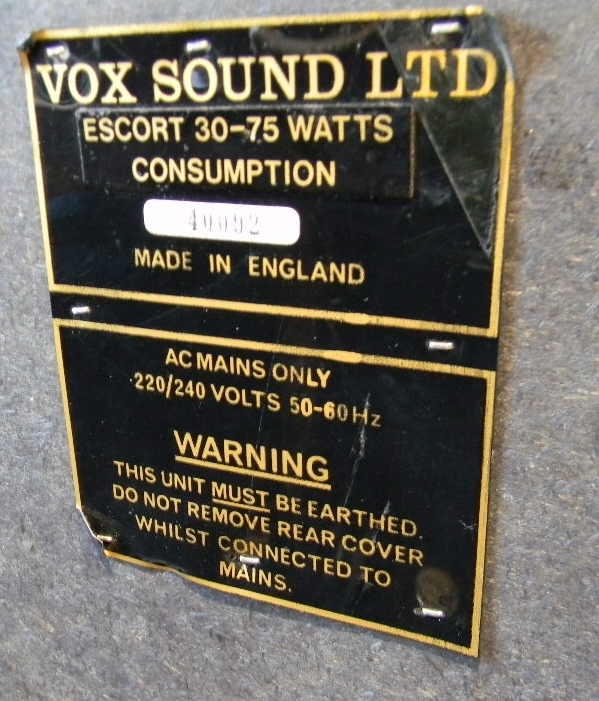 VOX SOUND LTD
ESCORT 30-75 WATTS
CONSUMPTION
40092
MADE IN ENGLAND
AC MAINS ONLY
220/240 VOLTS 50-60Hz
WARNING
THIS UNIT MUST BE EARTHED.
DO NOT REMOVE REAR COVER
WHILST CONNECTED TO
MAINS.